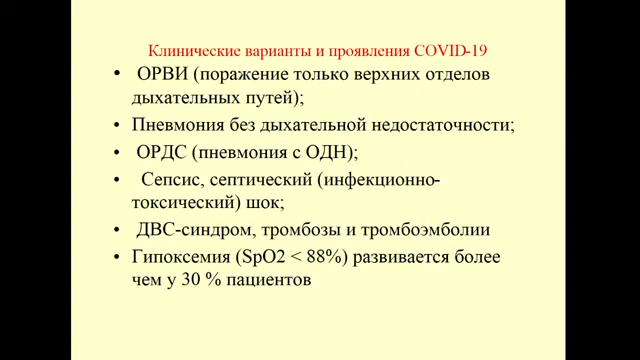 Клинические варианты и проявления COVID-19
• ОРВИ (поражение только верхних отделов
дыхательных путей);
• Пневмония без дыхательной недостаточности;
• ОРДС (пневмония с ОДН);
• Сепсис, септический (инфекционно-
токсический) шок;
• ДВС-синдром, тромбозы и тромбоэмболии
• Гипоксемия (SpO2 < 88%) развивается более
чем у 30 % пациентов